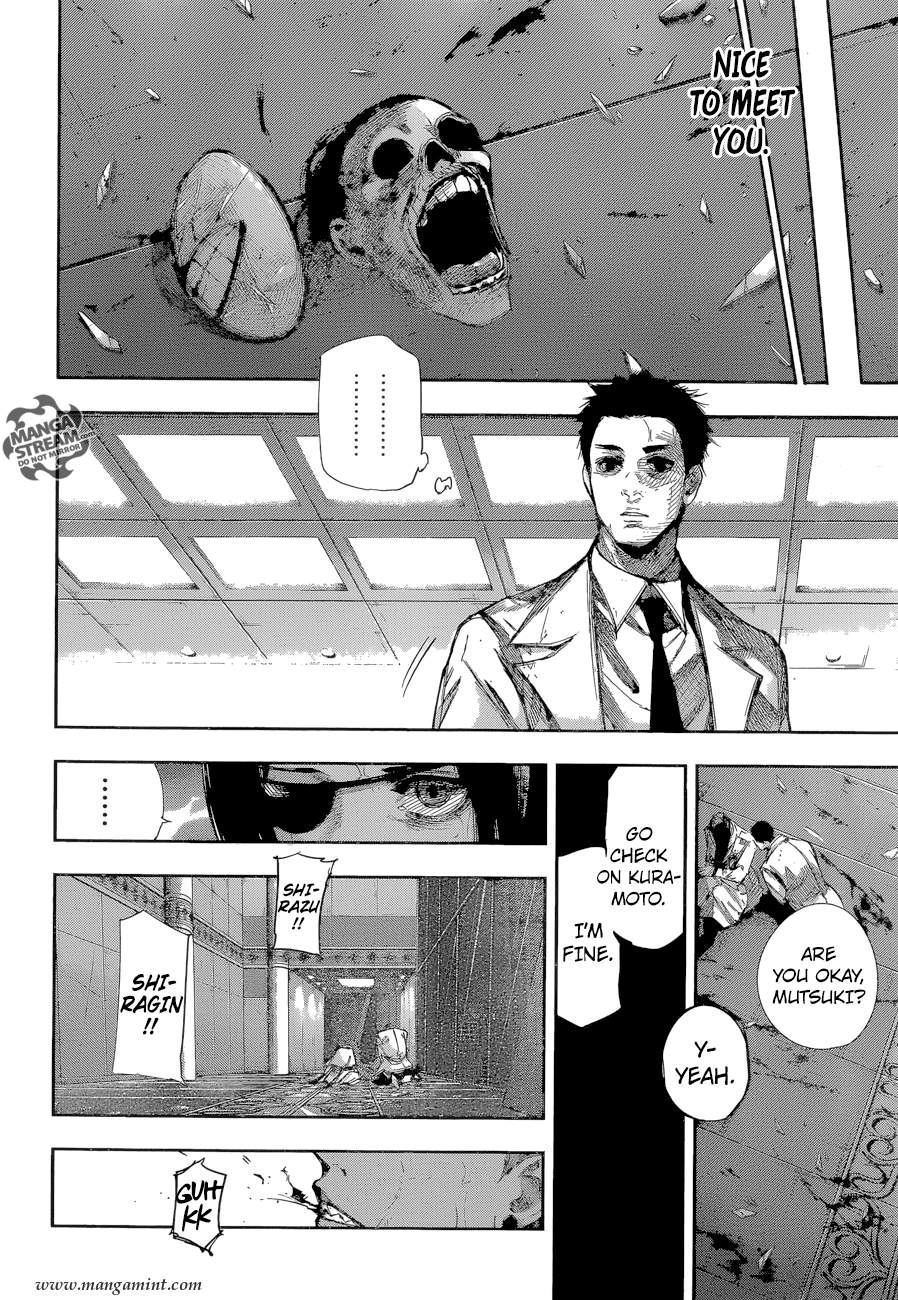 NICE
TO MEET
YOU.
MANGA
STREAM.com
DO NOT MIRROR
ARE
YOU OKAY,
MUTSUKI?
Y-
YEAH.
GO
CHECK
ON KURA-
MOTO.
I'M
FINE.
SHI-
RAZU
!!
SHI-
RAGIN
!!
GUH
KK
www.mangamint.com